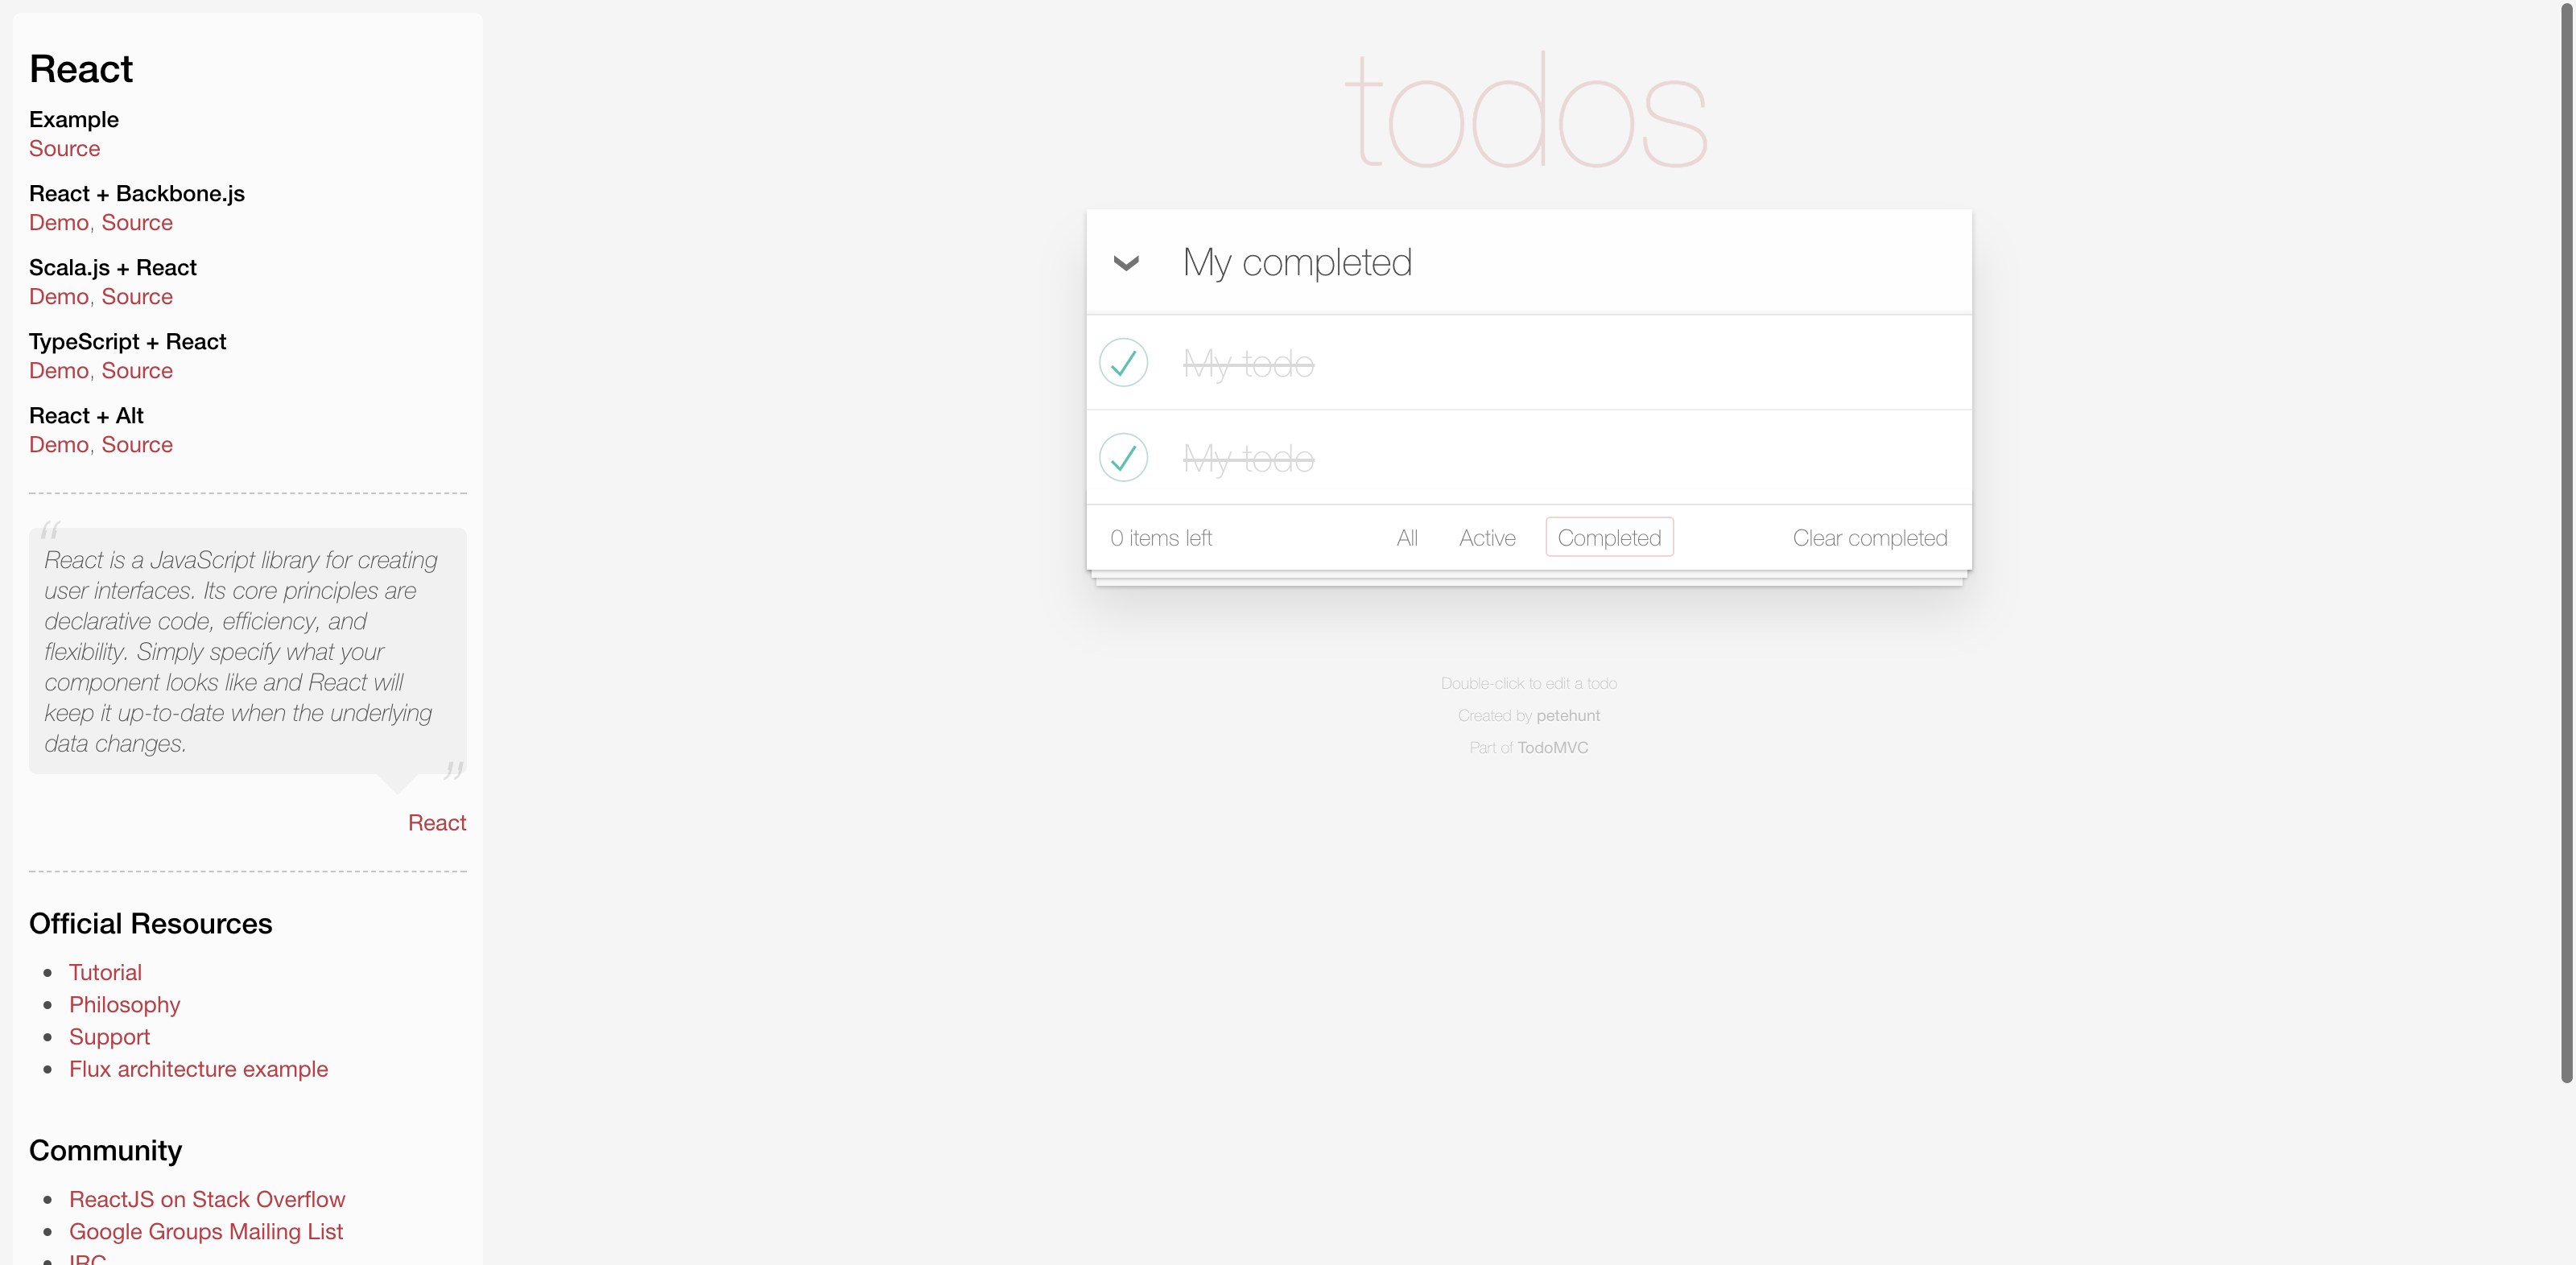 React
Example
Source
React + Backbone.js
Demo, Source
Scala.js + React
Demo, Source
TypeScript + React
Demo, Source
React + Alt
Demo, Source
“
React is a JavaScript library for creating
user interfaces. Its core principles are
declarative code, efficiency, and
flexibility. Simply specify what your
component looks like and React will
keep it up-to-date when the underlying
data changes.
”
React
Official Resources
Tutorial
Philosophy
Support
Flux architecture example
Community
ReactJS on Stack Overflow
Google Groups Mailing List
IRC
todos
My completed
My todo
My todo
0 items left All Active Completed Clear completed
Double-click to edit a todo
Created by petehunt
Part of TodoMVC